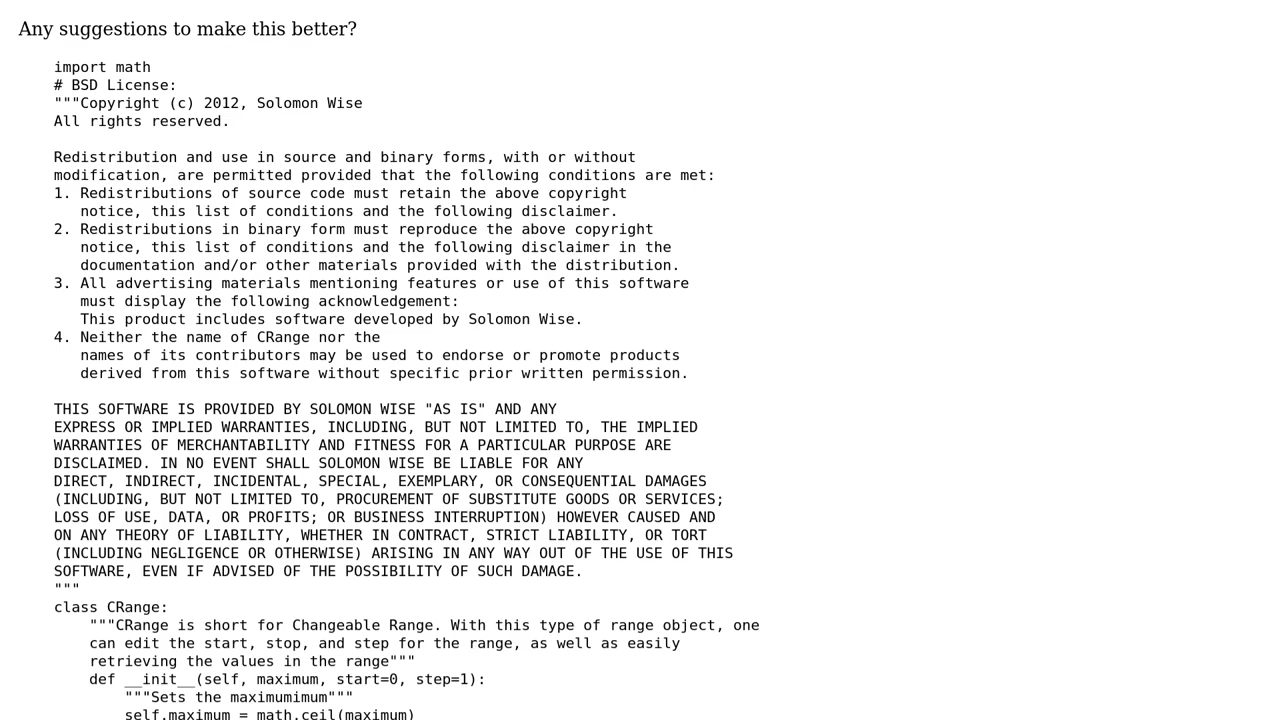 Any suggestions to make this better?
import math
# BSD License:
"""Copyright (c) 2012, Solomon Wise
All rights reserved.
Redistribution and use in source and binary forms, with or without
modification, are permitted provided that the following conditions are met:
1. Redistributions of source code must retain the above copyright
notice, this list of conditions and the following disclaimer.
2. Redistributions in binary form must reproduce the above copyright
notice, this list of conditions and the following disclaimer in the
documentation and/or other materials provided with the distribution.
3. All advertising materials mentioning features or use of this software
must display the following acknowledgement:
This product includes software developed by Solomon Wise.
4. Neither the name of CRange nor the
names of its contributors may be used to endorse or promote products
derived from this software without specific prior written permission.
THIS SOFTWARE IS PROVIDED BY SOLOMON WISE "AS IS" AND ANY
EXPRESS OR IMPLIED WARRANTIES, INCLUDING, BUT NOT LIMITED TO, THE IMPLIED
WARRANTIES OF MERCHANTABILITY AND FITNESS FOR A PARTICULAR PURPOSE ARE
DISCLAIMED. IN NO EVENT SHALL SOLOMON WISE BE LIABLE FOR ANY
DIRECT, INDIRECT, INCIDENTAL, SPECIAL, EXEMPLARY, OR CONSEQUENTIAL DAMAGES
(INCLUDING, BUT NOT LIMITED TO, PROCUREMENT OF SUBSTITUTE GOODS OR SERVICES;
LOSS OF USE, DATA, OR PROFITS; OR BUSINESS INTERRUPTION) HOWEVER CAUSED AND
ON ANY THEORY OF LIABILITY, WHETHER IN CONTRACT, STRICT LIABILITY, OR TORT
(INCLUDING NEGLIGENCE OR OTHERWISE) ARISING IN ANY WAY OUT OF THE USE OF THIS
SOFTWARE, EVEN IF ADVISED OF THE POSSIBILITY OF SUCH DAMAGE.
"""
class CRange:
"""CRange is short for Changeable Range. With this type of range object, one
can edit the start, stop, and step for the range, as well as easily
retrieving the values in the range"""
def __init__(self, maximum, start=0, step=1):
"""Sets the maximumimum"""
self.maximum = math.ceil(maximum)